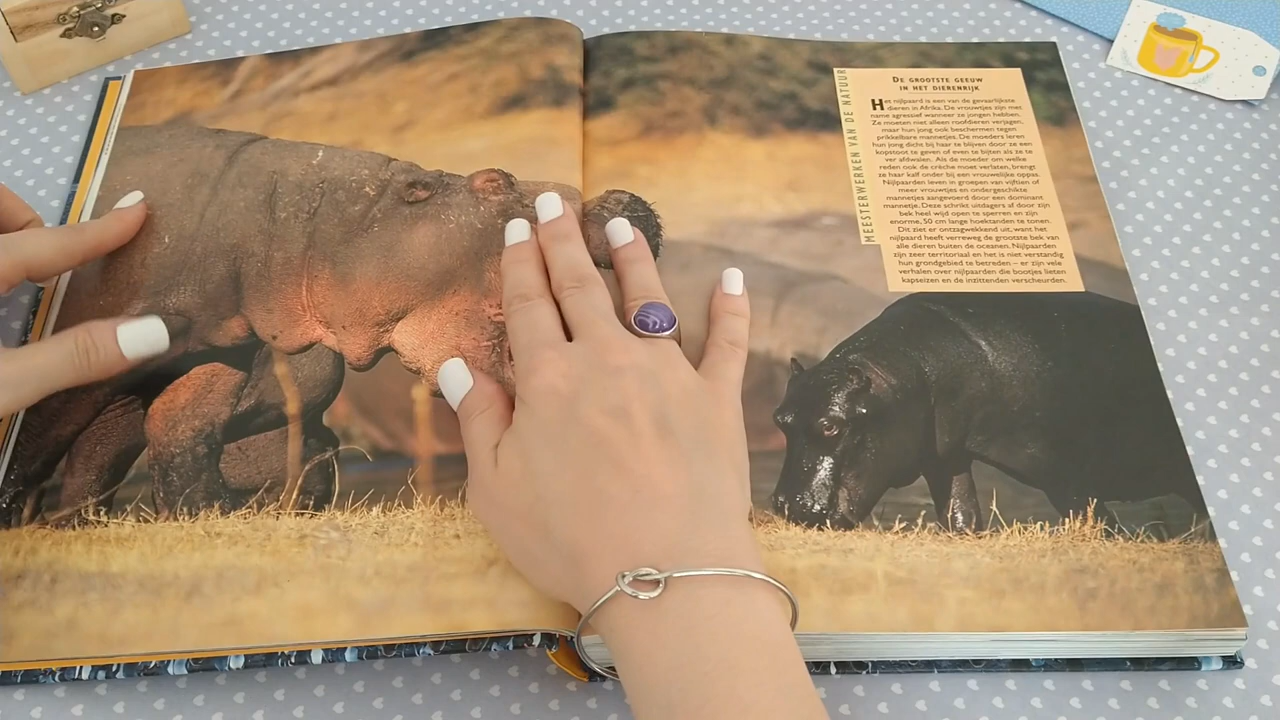 MEESTERWERKEN VAN DE NATUUR
DE GROOTSTE GEEUW
IN HET DIERENRIJK
Het nijlpaard is een van de gevaarlijkste
dieren in Afrika. De vrouwtjes zijn met
name agressief wanneer ze jongen hebben.
Ze moeten niet alleen roofdieren verjagen,
maar hun jong ook beschermen tegen
prikkelbare mannetjes. De moeders leren
hun jong dicht bij haar te blijven door ze een
kopstoot te geven of even te bijten als ze te
ver afdwalen. Als de moeder om welke
reden ook de crèche moet verlaten, brengt
ze haar kalf onder bij een vrouwelijke oppas.
Nijlpaarden leven in groepen van vijftien of
meer vrouwtjes en ondergeschikte
mannetjes aangevoerd door een dominant
mannetje. Deze schrikt uitdagers af door zijn
bek heel wijd open te sperren en zijn
enorme, 50 cm lange hoektanden te tonen.
Dit ziet er ontzagwekkend uit, want het
nijlpaard heeft verreweg de grootste bek van
alle dieren buiten de oceanen. Nijlpaarden
zijn zeer territoriaal en het is niet verstandig
hun grondgebied te betreden – er zijn vele
verhalen over nijlpaarden die bootjes lieten
kapseizen en de inzittenden verscheurden.